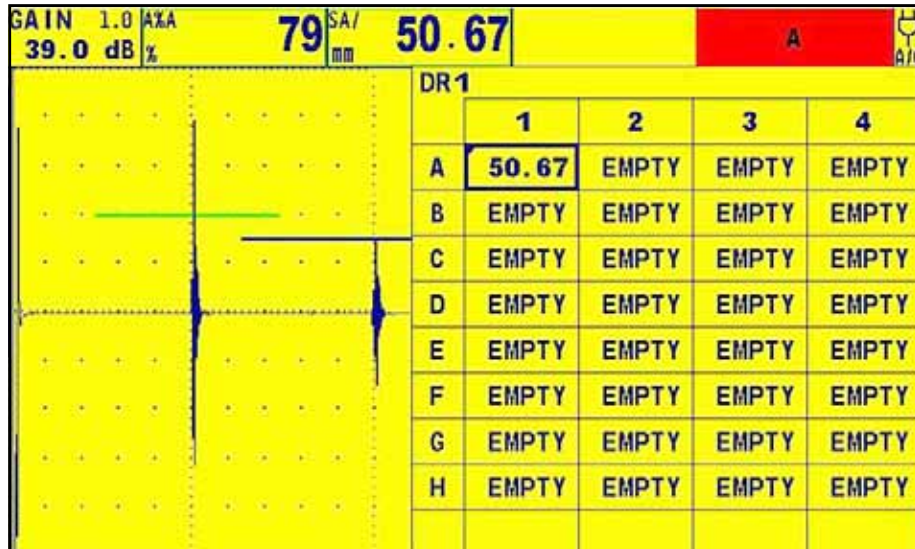 GAIN 1.0 A%A 79 SA/ 50.67 A
39.0 dB % mm
DR1
1 2 3 4
A 50.67 EMPTY EMPTY EMPTY
B EMPTY EMPTY EMPTY EMPTY
C EMPTY EMPTY EMPTY EMPTY
D EMPTY EMPTY EMPTY EMPTY
E EMPTY EMPTY EMPTY EMPTY
F EMPTY EMPTY EMPTY EMPTY
G EMPTY EMPTY EMPTY EMPTY
H EMPTY EMPTY EMPTY EMPTY